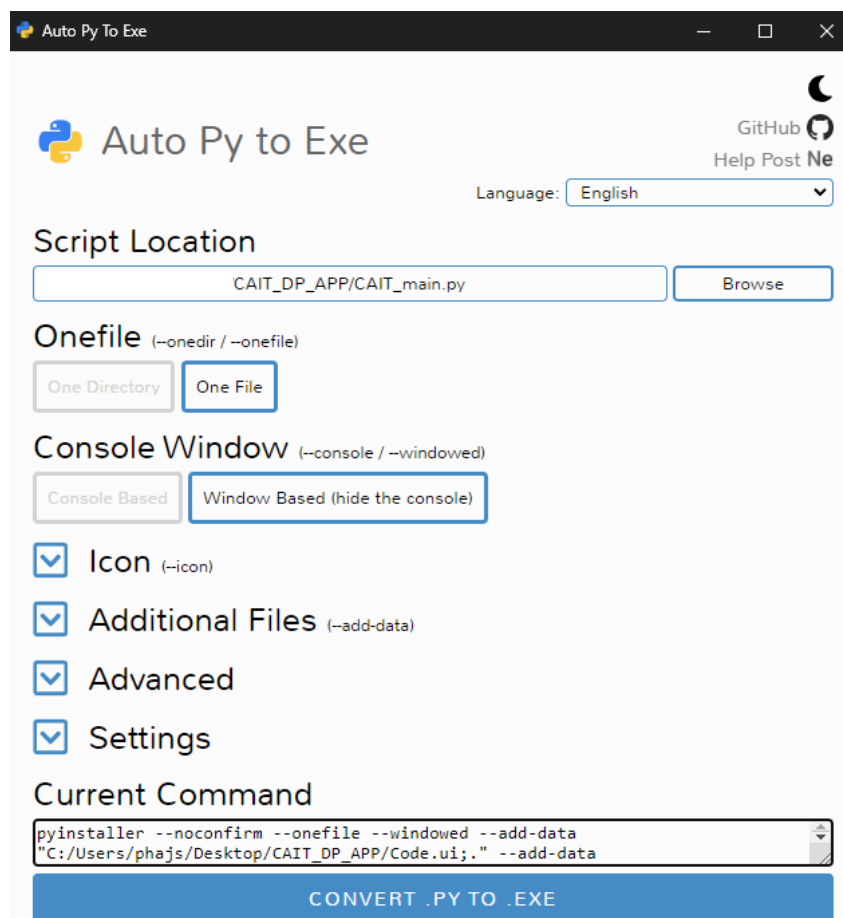 Auto Py To Exe
Auto Py to Exe
GitHub
Help Post Ne
Language: English
Script Location
CAIT_DP_APP/CAIT_main.py Browse
Onefile (--onedir / --onefile)
One Directory One File
Console Window (--console / --windowed)
Console Based Window Based (hide the console)
Icon (--icon)
Additional Files (--add-data)
Advanced
Settings
Current Command
pyinstaller --noconfirm --onefile --windowed --add-data
"C:/Users/phajs/Desktop/CAIT_DP_APP/Code.ui;." --add-data
CONVERT .PY TO .EXE